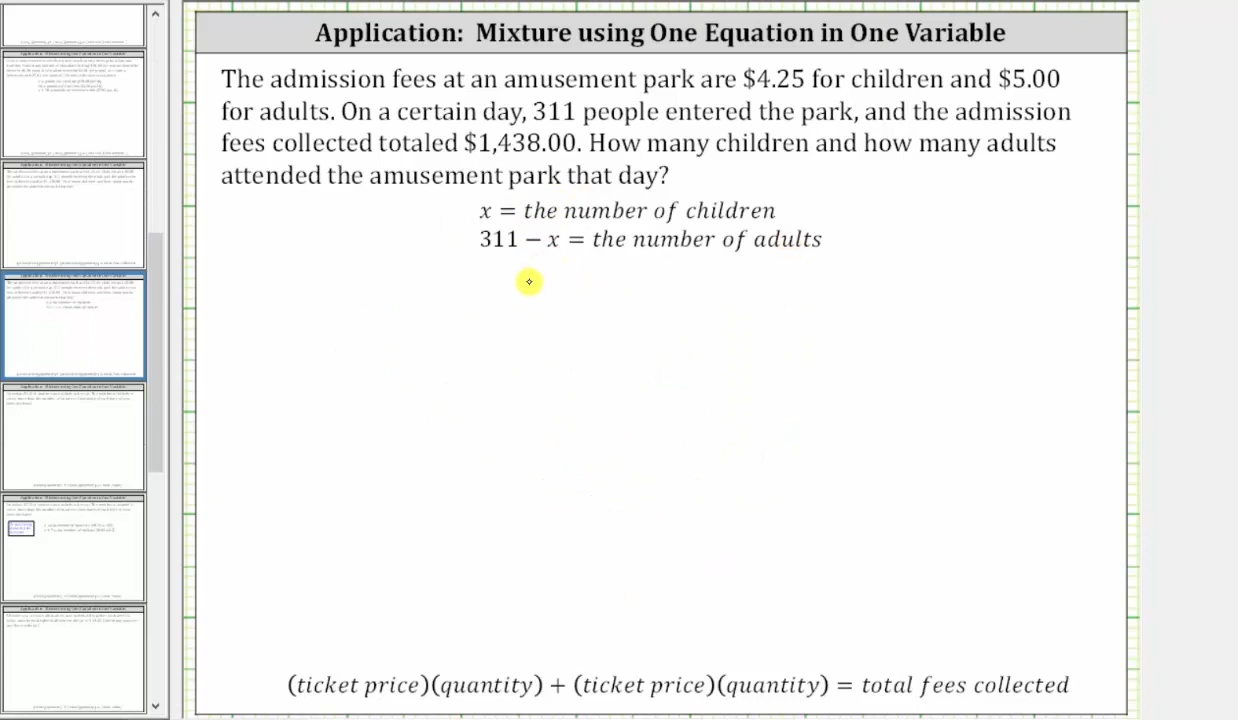 Application: Mixture using One Equation in One Variable
The admission fees at an amusement park are $4.25 for children and $5.00
for adults. On a certain day, 311 people entered the park, and the admission
fees collected totaled $1,438.00. How many children and how many adults
attended the amusement park that day?
x = the number of children
311 − x = the number of adults
(ticket price)(quantity) + (ticket price)(quantity) = total fees collected